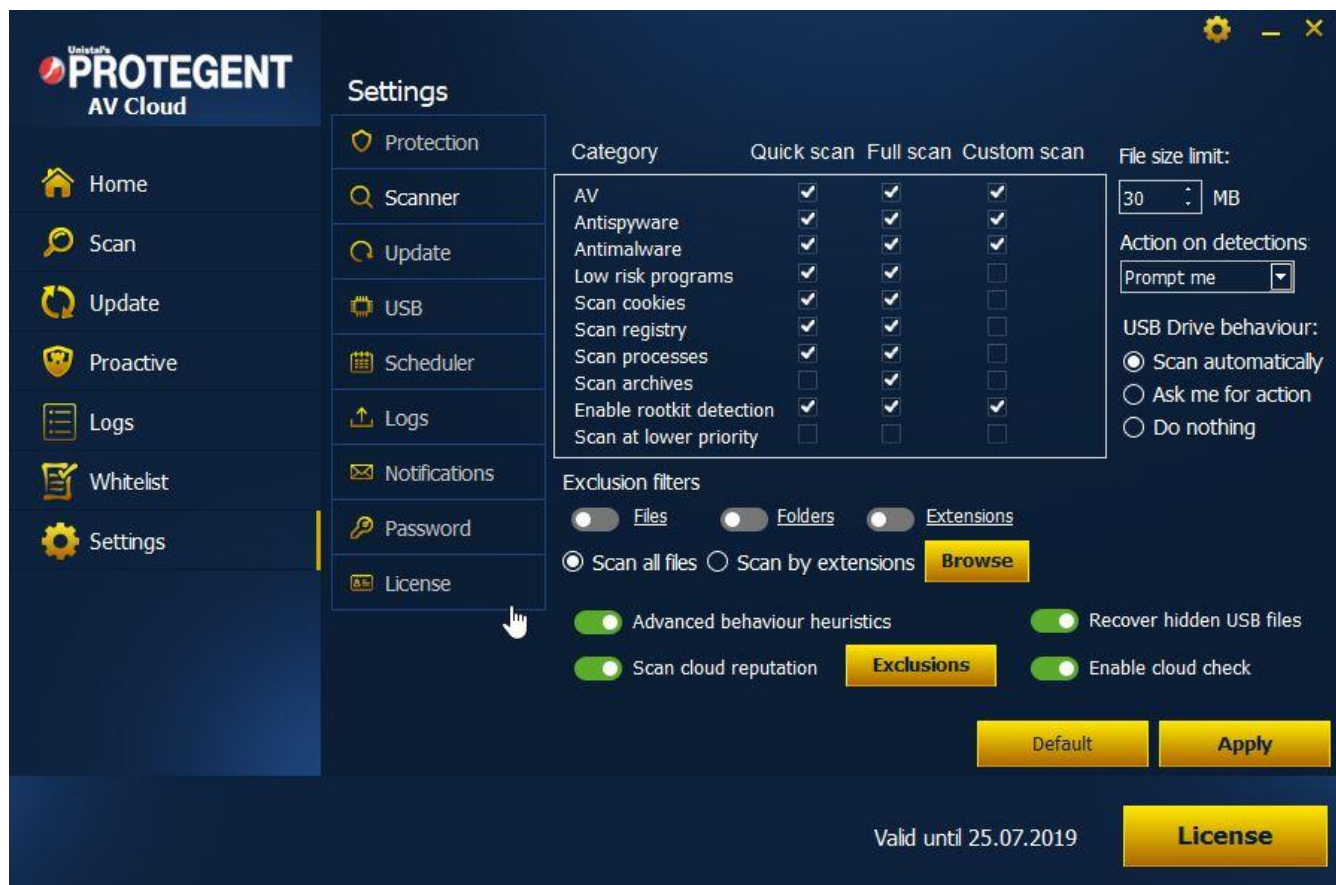 Unistal's
PROTEGENT
AV Cloud
Home
Scan
Update
Proactive
Logs
Whitelist
Settings
Settings
Protection
Scanner
Update
USB
Scheduler
Logs
Notifications
Password
License
Category Quick scan Full scan Custom scan
AV
Antispyware
Antimalware
Low risk programs
Scan cookies
Scan registry
Scan processes
Scan archives
Enable rootkit detection
Scan at lower priority
File size limit:
30 MB
Action on detections:
Prompt me
USB Drive behaviour:
Scan automatically
Ask me for action
Do nothing
Exclusion filters
Files Folders Extensions
Scan all files Scan by extensions Browse
Advanced behaviour heuristics Recover hidden USB files
Scan cloud reputation Exclusions Enable cloud check
Default Apply
Valid until 25.07.2019 License